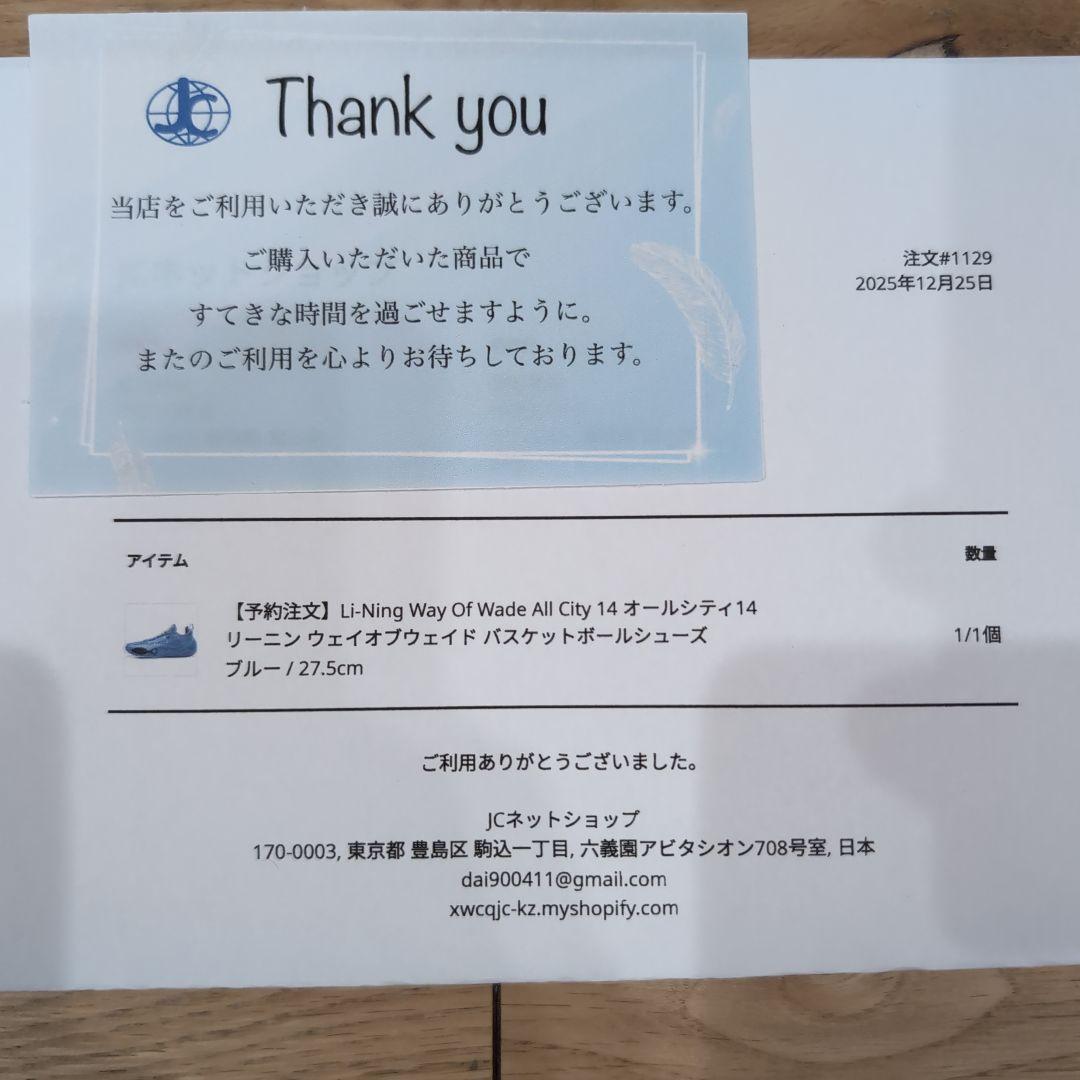 JC Thank you
当店をご利用いただき誠にありがとうございます。
ご購入いただいた商品で
すてきな時間を過ごせますように。
またのご利用を心よりお待ちしております。
注文#1129
2025年12月25日
アイテム 数量
【予約注文】Li-Ning Way Of Wade All City 14 オールシティ14
リーニン ウェイオブウェイド バスケットボールシューズ 1/1個
ブルー / 27.5cm
ご利用ありがとうございました。
JCネットショップ
170-0003, 東京都 豊島区 駒込一丁目, 六義園アビタシオン708号室, 日本
dai900411@gmail.com
xwcqjc-kz.myshopify.com